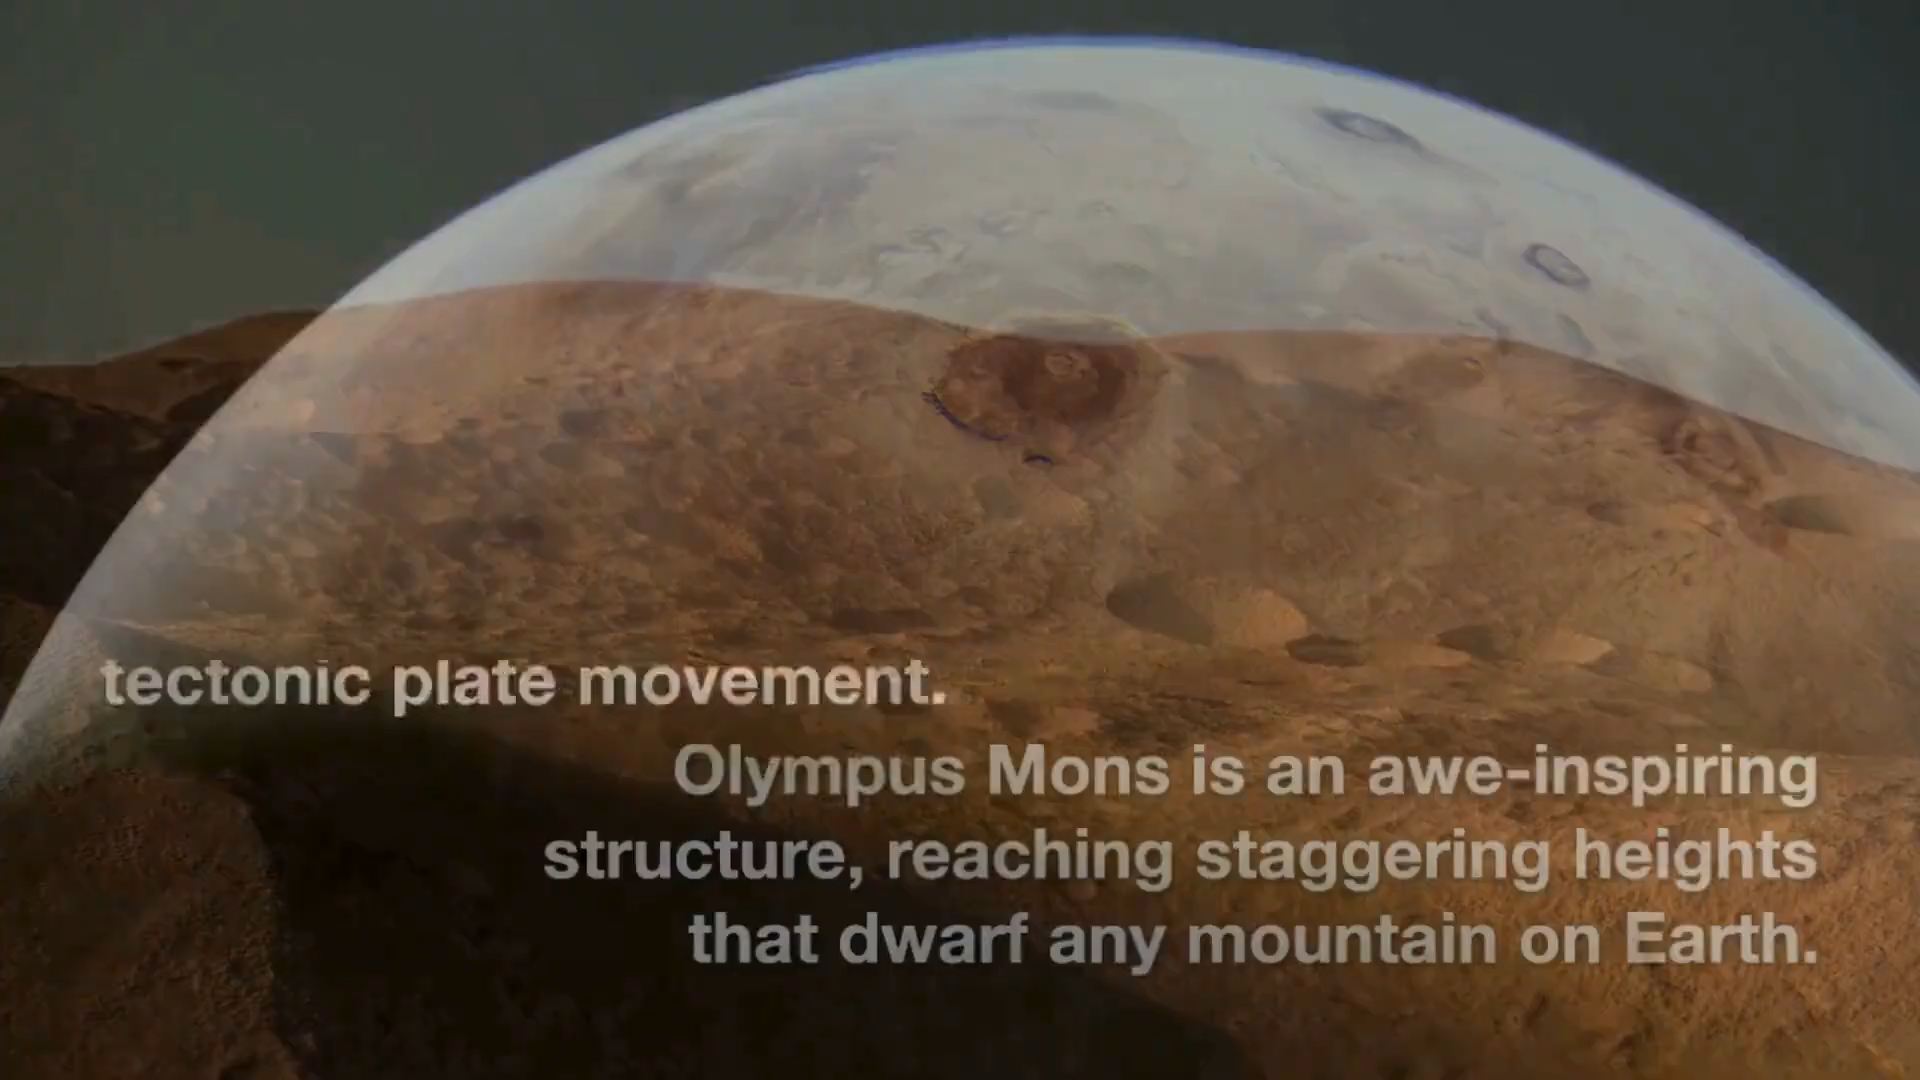 tectonic plate movement.
Olympus Mons is an awe-inspiring
structure, reaching staggering heights
that dwarf any mountain on Earth.